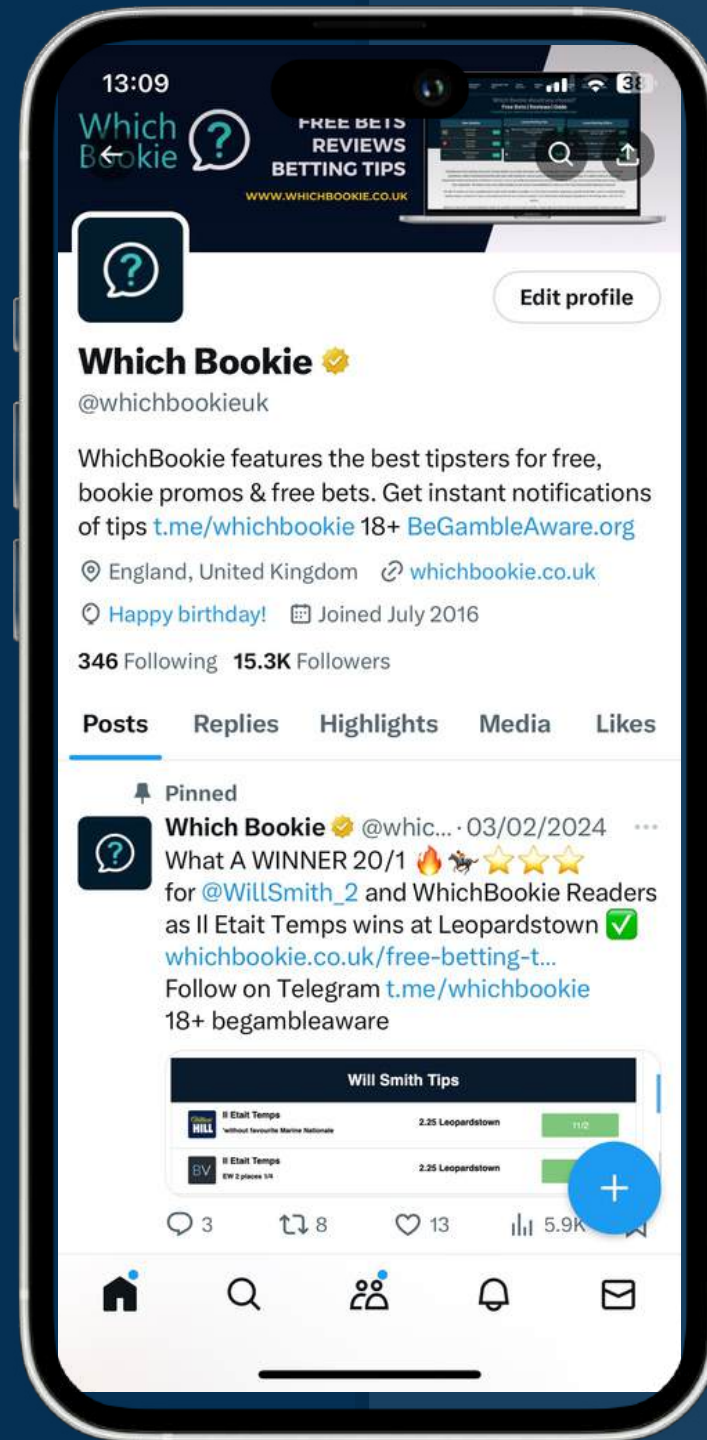 13:09
38
Which
Bookie
?
FREE BETS
REVIEWS
BETTING TIPS
WWW.WHICHBOOKIE.CO.UK
?
Edit profile
Which Bookie
@whichbookieuk
WhichBookie features the best tipsters for free,
bookie promos & free bets. Get instant notifications
of tips t.me/whichbookie 18+ BeGambleAware.org
England, United Kingdom whichbookie.co.uk
Happy birthday! Joined July 2016
346 Following 15.3K Followers
Posts Replies Highlights Media Likes
Pinned
Which Bookie @whic... · 03/02/2024
?
What A WINNER 20/1 🔥 🏇 ⭐⭐⭐
for @WillSmith_2 and WhichBookie Readers
as Il Etait Temps wins at Leopardstown ✅
whichbookie.co.uk/free-betting-t...
Follow on Telegram t.me/whichbookie
18+ begambleaware
Will Smith Tips
William HILL Il Etait Temps 2.25 Leopardstown 11/2
'without favourite Marine Nationale
BV Il Etait Temps 2.25 Leopardstown
EW 2 places 1/4
3 8 13 5.9K